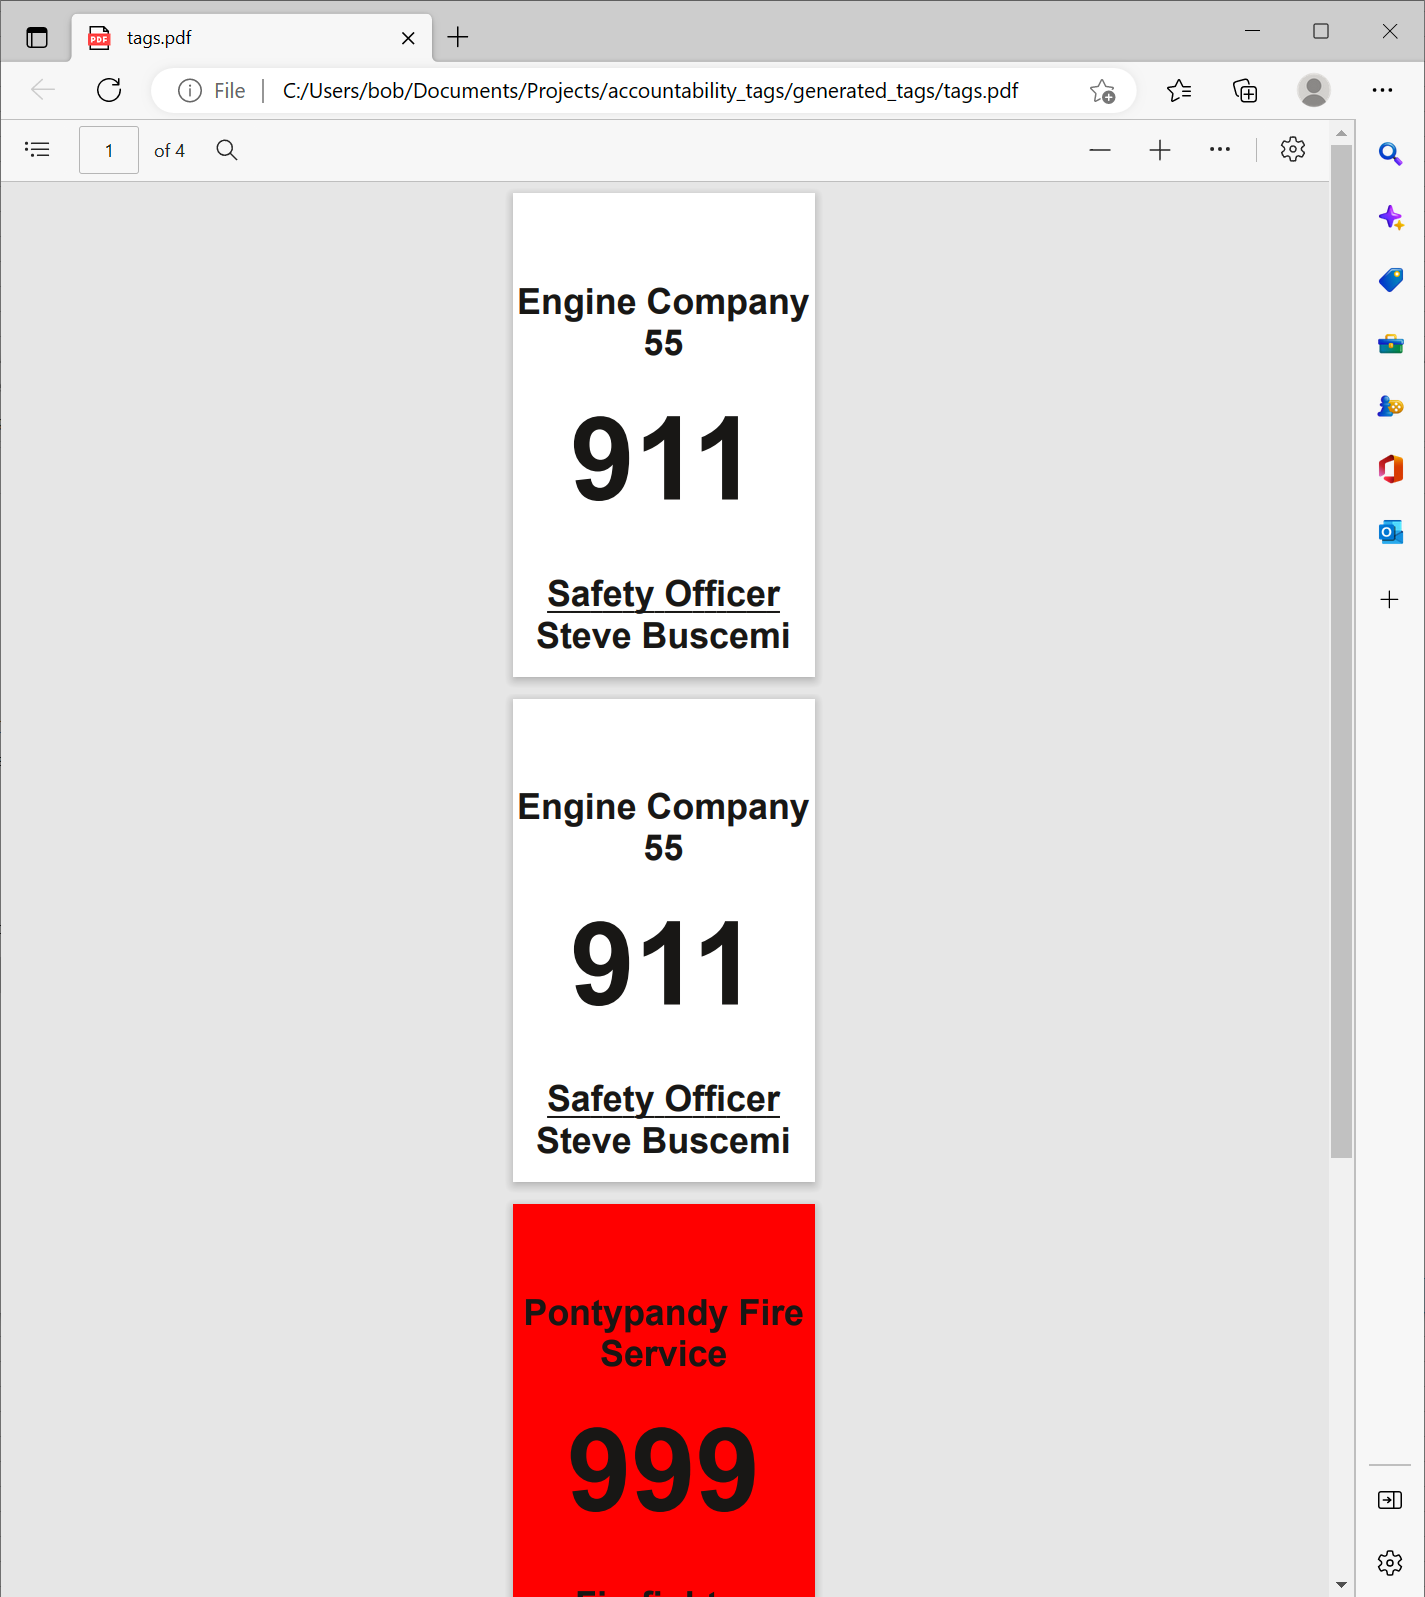 tags.pdf
File
C:/Users/bob/Documents/Projects/accountability_tags/generated_tags/tags.pdf
1 of 4
Engine Company
55
911
Safety Officer
Steve Buscemi
Engine Company
55
911
Safety Officer
Steve Buscemi
Pontypandy Fire
Service
999